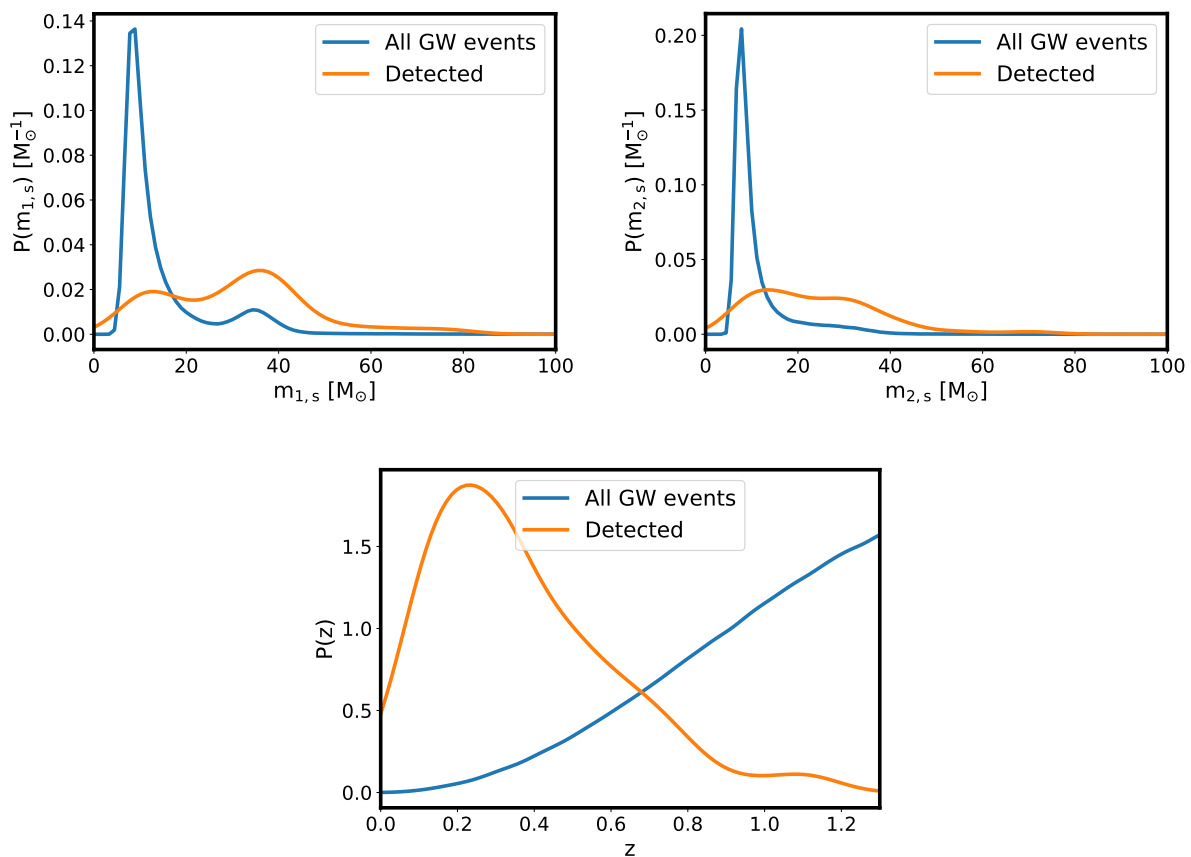 All GW events
Detected
0.14
0.12
0.10
0.08
0.06
0.04
0.02
0.00
P(m₁,ₛ) [M⊙⁻¹]
0 20 40 60 80 100
m₁,ₛ [M⊙]
All GW events
Detected
0.20
0.15
0.10
0.05
0.00
P(m₂,ₛ) [M⊙⁻¹]
0 20 40 60 80 100
m₂,ₛ [M⊙]
All GW events
Detected
1.5
1.0
0.5
0.0
P(z)
0.0 0.2 0.4 0.6 0.8 1.0 1.2
z